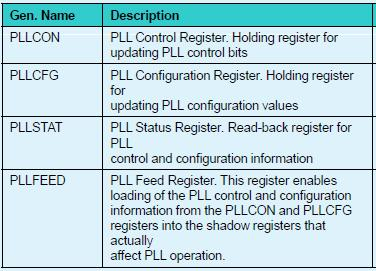 Gen. Name Description
PLLCON PLL Control Register. Holding register for
updating PLL control bits
PLLCFG PLL Configuration Register. Holding register
for
updating PLL configuration values
PLLSTAT PLL Status Register. Read-back register for
PLL
control and configuration information
PLLFEED PLL Feed Register. This register enables
loading of the PLL control and configuration
information from the PLLCON and PLLCFG
registers into the shadow registers that
actually
affect PLL operation.